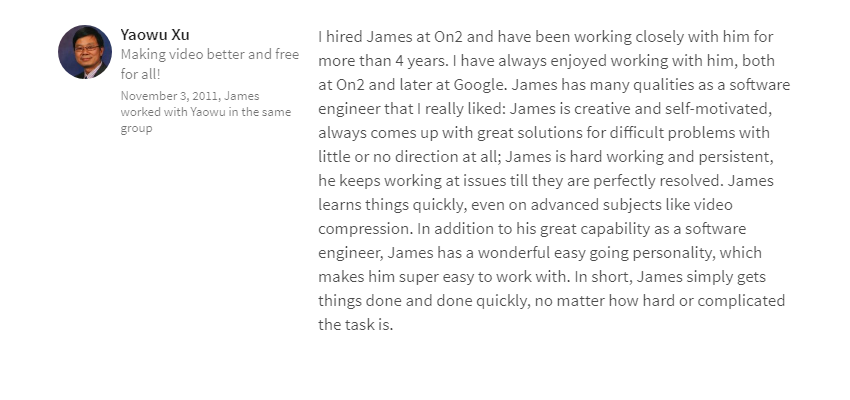 Yaowu Xu
Making video better and free
for all!
November 3, 2011, James
worked with Yaowu in the same
group
I hired James at On2 and have been working closely with him for
more than 4 years. I have always enjoyed working with him, both
at On2 and later at Google. James has many qualities as a software
engineer that I really liked: James is creative and self-motivated,
always comes up with great solutions for difficult problems with
little or no direction at all; James is hard working and persistent,
he keeps working at issues till they are perfectly resolved. James
learns things quickly, even on advanced subjects like video
compression. In addition to his great capability as a software
engineer, James has a wonderful easy going personality, which
makes him super easy to work with. In short, James simply gets
things done and done quickly, no matter how hard or complicated
the task is.